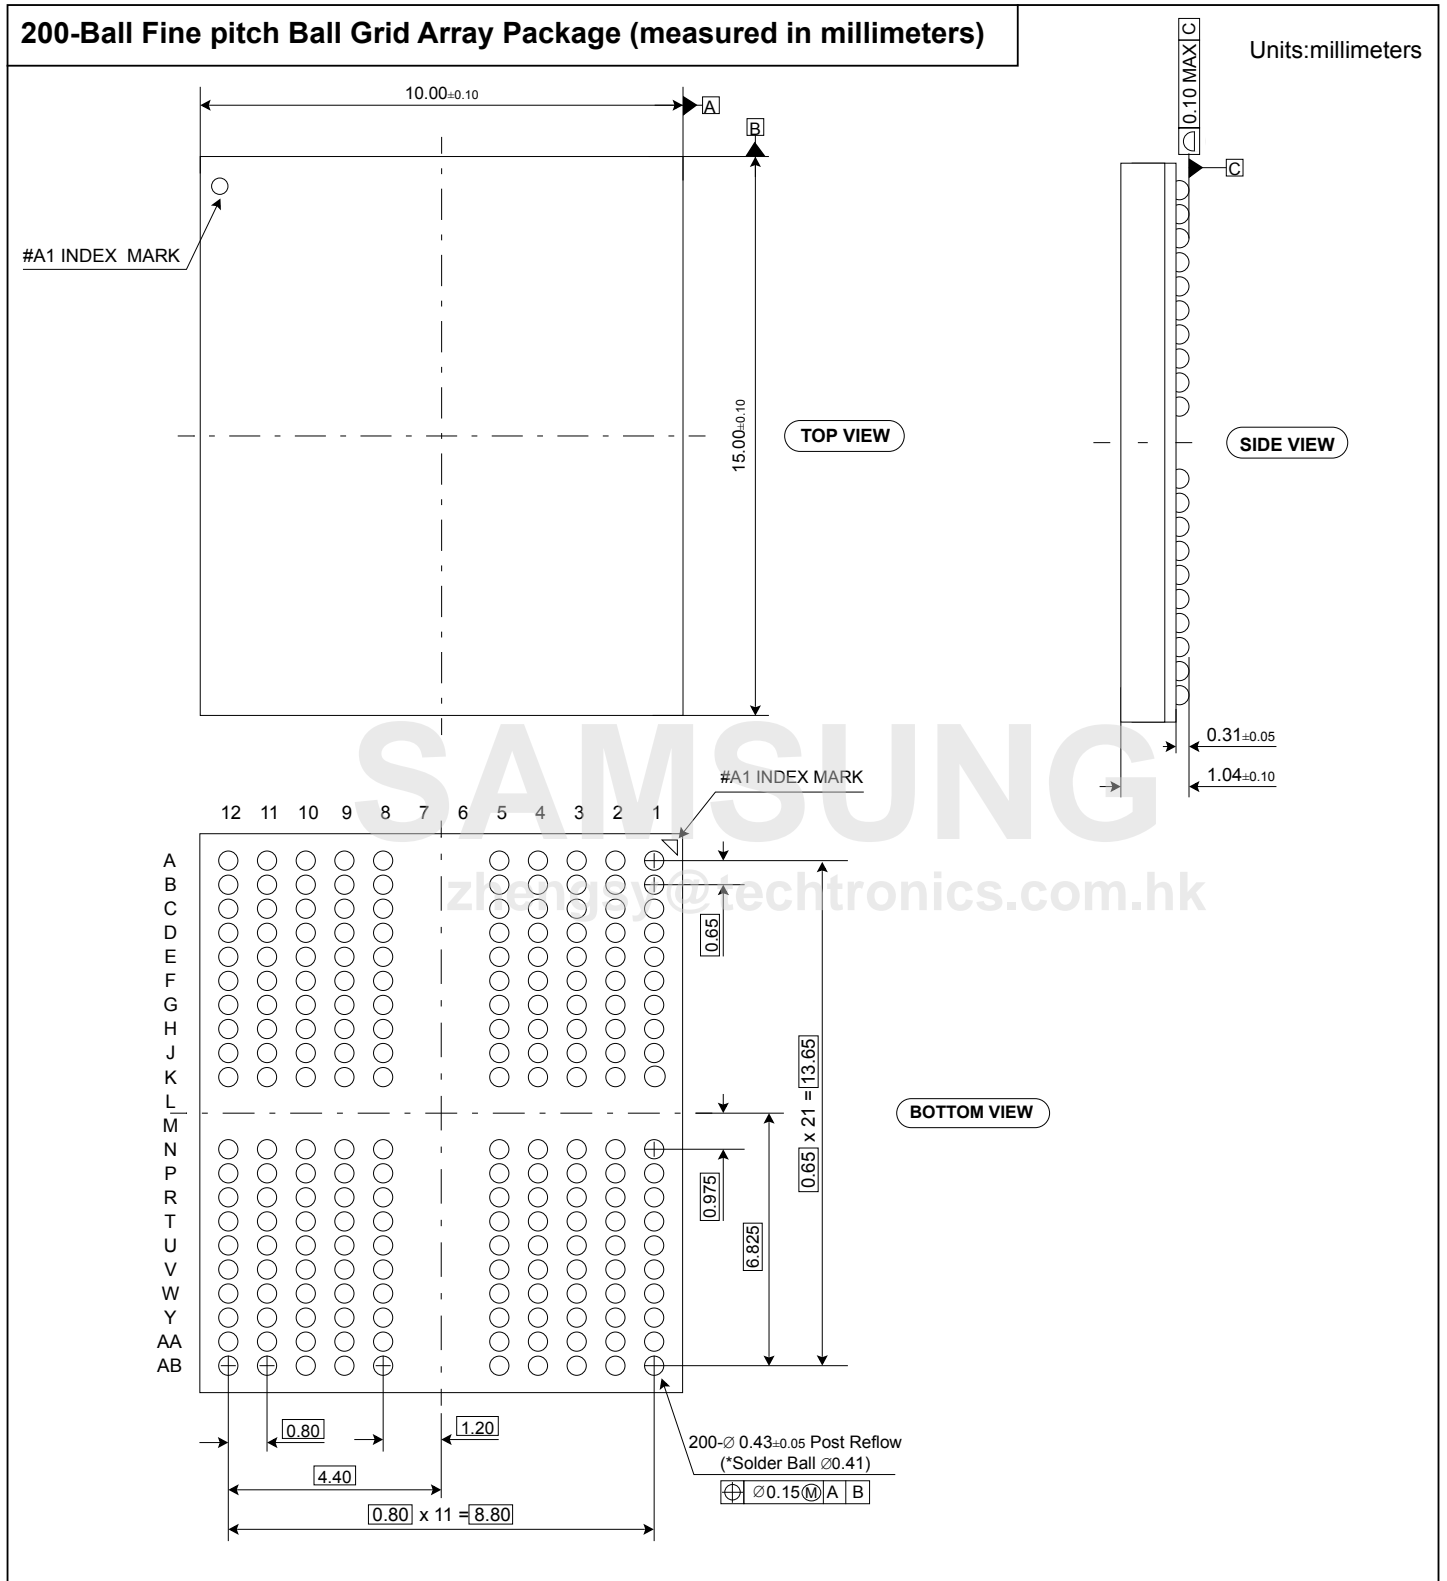 200-Ball Fine pitch Ball Grid Array Package (measured in millimeters)
Units:millimeters
10.00±0.10
A
B
0.10 MAX C
C
#A1 INDEX MARK
15.00±0.10
TOP VIEW
SIDE VIEW
0.31±0.05
1.04±0.10
SAMSUNG
zhengsy@techtronics.com.hk
#A1 INDEX MARK
12 11 10 9 8 7 6 5 4 3 2 1
A
B
C
D
E
F
G
H
J
K
L
M
N
P
R
T
U
V
W
Y
AA
AB
0.65
0.65 x 21 = 13.65
BOTTOM VIEW
0.975
6.825
0.80
1.20
4.40
0.80 x 11 = 8.80
200-∅ 0.43±0.05 Post Reflow
(*Solder Ball ∅0.41)
⌖ ∅0.15Ⓜ A B